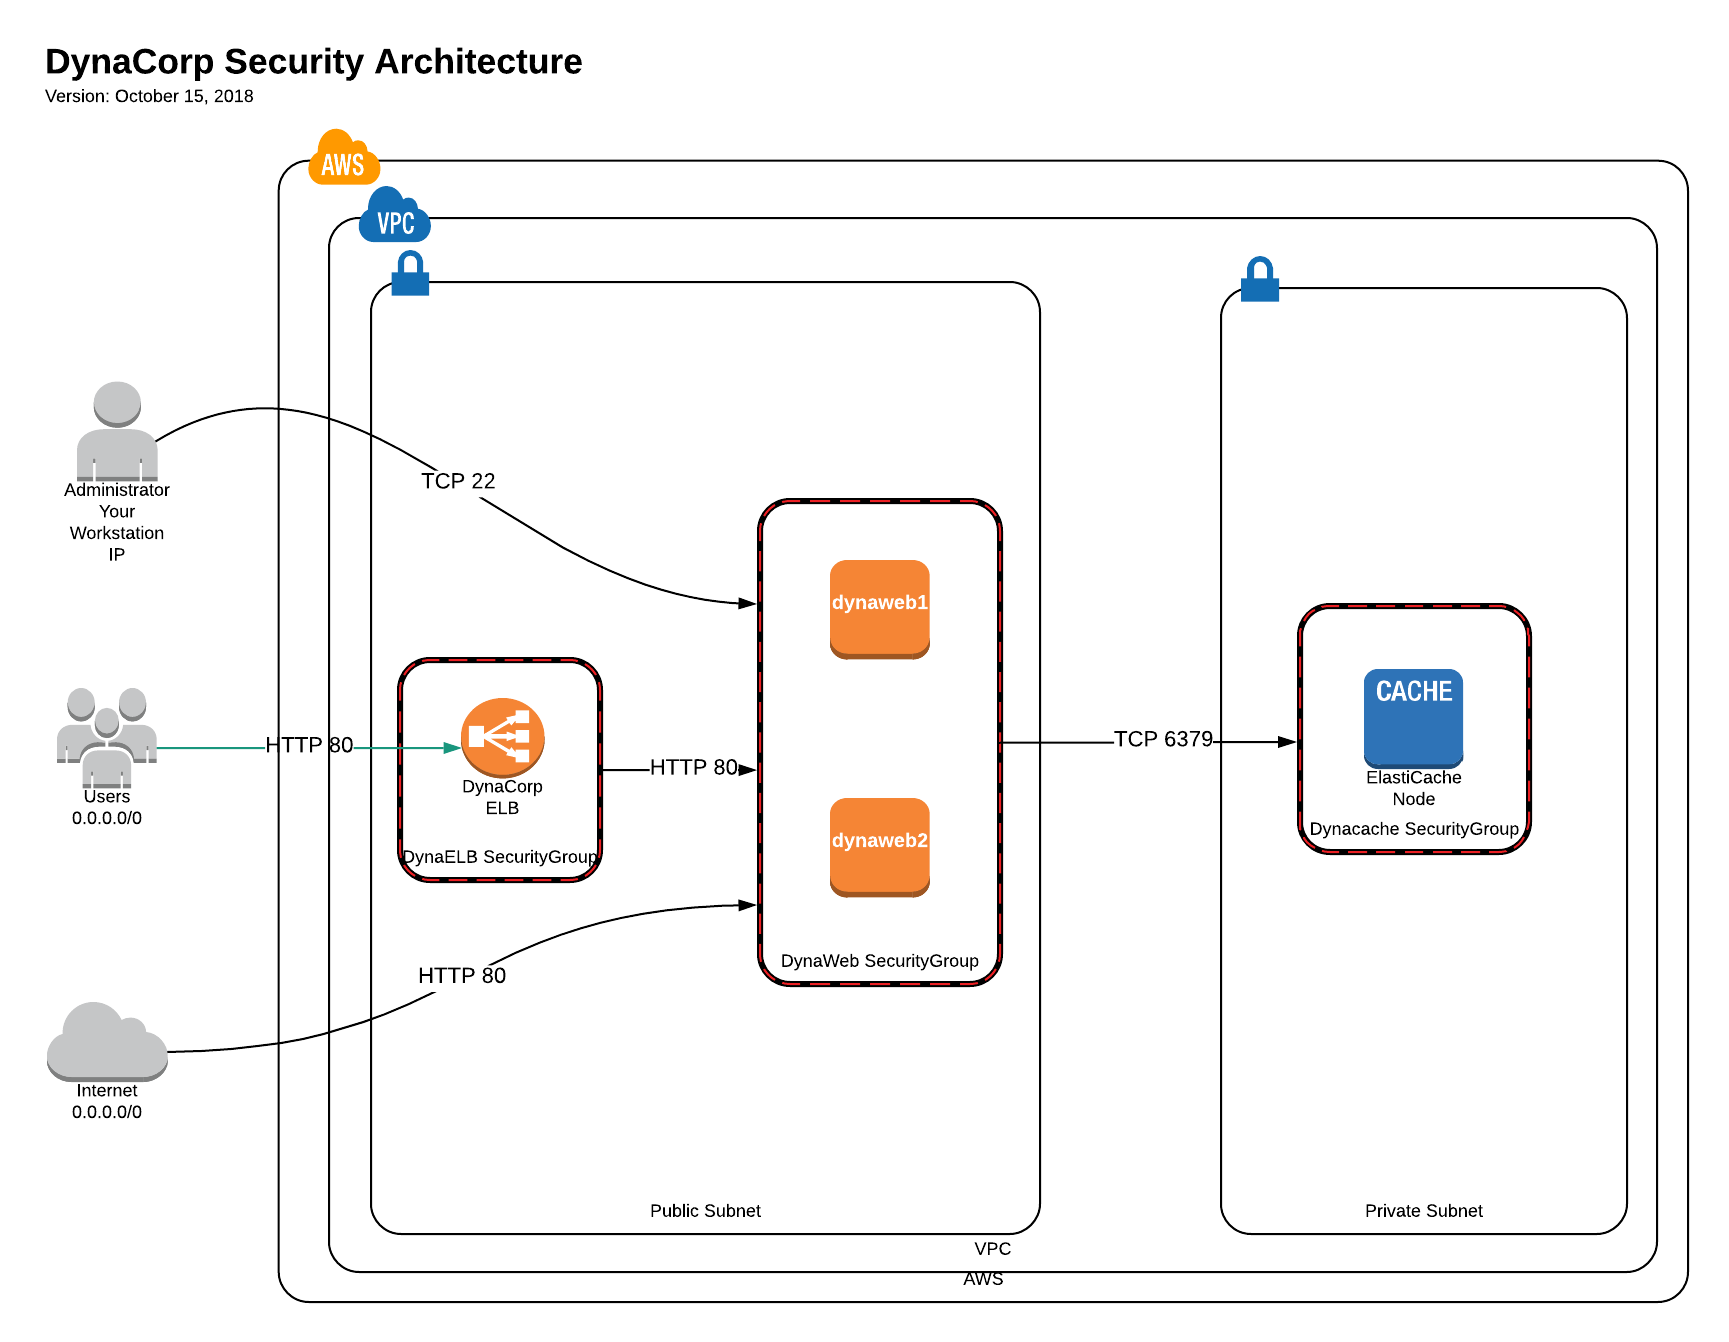 DynaCorp Security Architecture
Version: October 15, 2018
AWS
VPC
Administrator
Your
Workstation
IP
TCP 22
dynaweb1
Users
0.0.0.0/0
HTTP 80
DynaCorp
ELB
DynaELB SecurityGroup
HTTP 80
dynaweb2
DynaWeb SecurityGroup
TCP 6379
CACHE
ElastiCache
Node
Dynacache SecurityGroup
HTTP 80
Internet
0.0.0.0/0
Public Subnet
Private Subnet
VPC
AWS